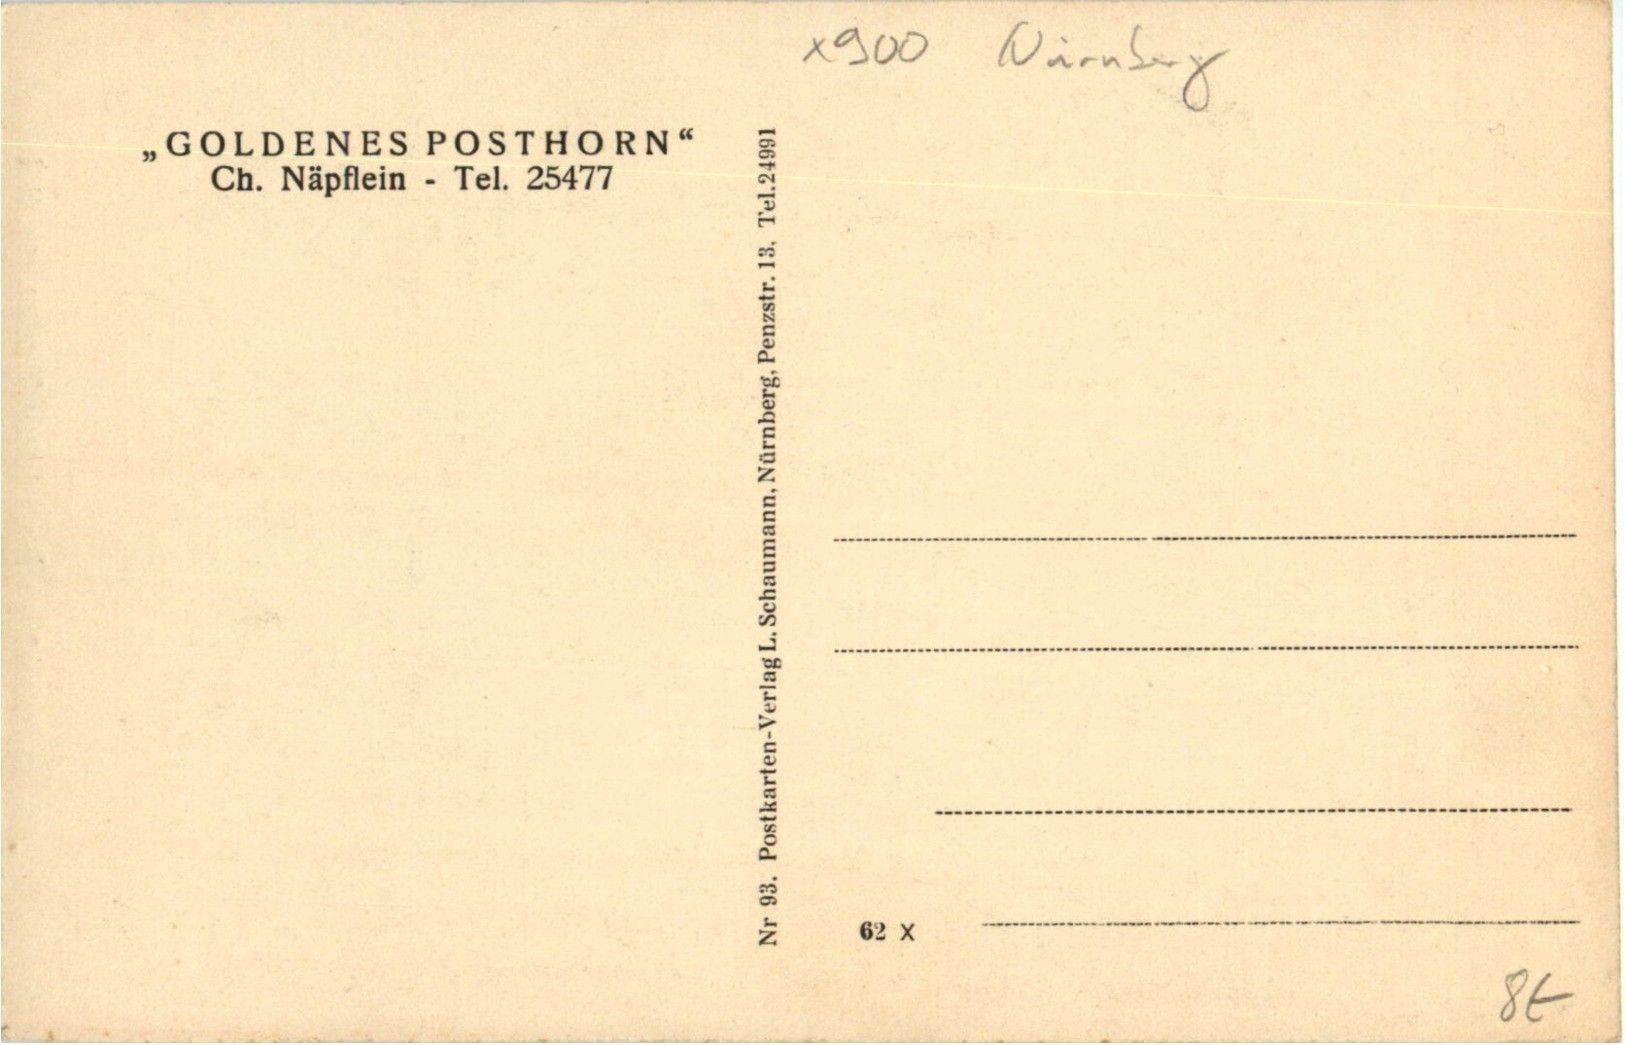 x900 Nürnberg
„GOLDENES POSTHORN“
Ch. Näpflein - Tel. 25477
Nr 93. Postkarten-Verlag L. Schaumann, Nürnberg, Penzstr. 13, Tel. 24991
62 X
8€